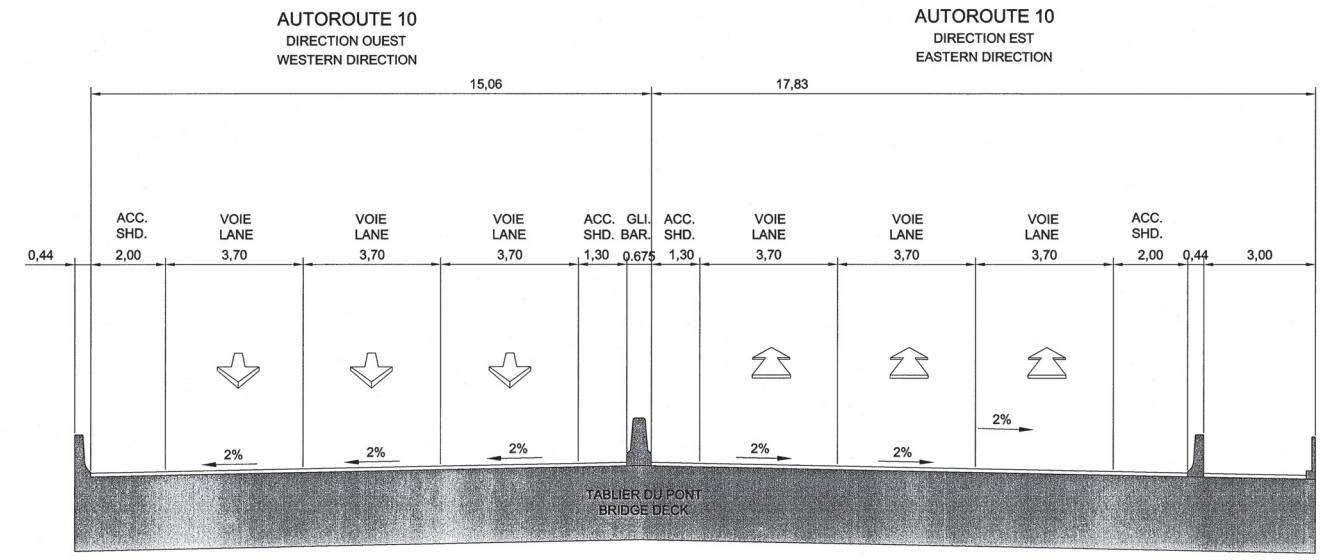 AUTOROUTE 10
DIRECTION OUEST
WESTERN DIRECTION
AUTOROUTE 10
DIRECTION EST
EASTERN DIRECTION
15,06
17,83
ACC. VOIE VOIE VOIE ACC. GLI. ACC. VOIE VOIE VOIE ACC.
SHD. LANE LANE LANE SHD. BAR. SHD. LANE LANE LANE SHD.
0,44 2,00 3,70 3,70 3,70 1,30 0.675 1,30 3,70 3,70 3,70 2,00 0,44 3,00
2%
2% 2% 2% 2% 2%
TABLIER DU PONT
BRIDGE DECK